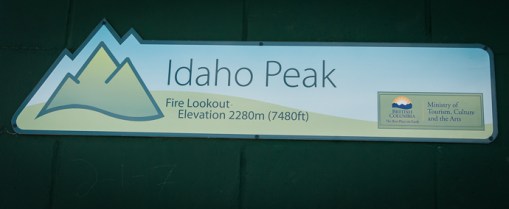 Idaho Peak
Fire Lookout
Elevation 2280m (7480ft)
BRITISH
COLUMBIA
Ministry of
Tourism, Culture
and the Arts